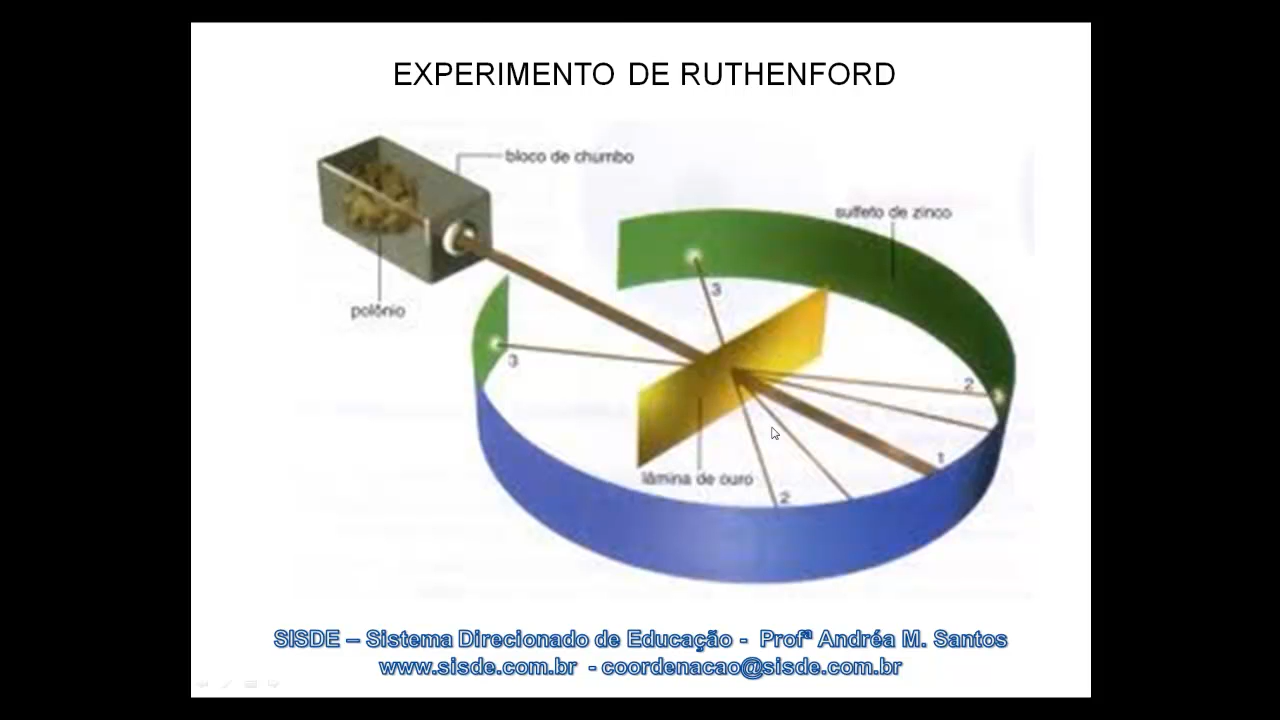 EXPERIMENTO DE RUTHENFORD
bloco de chumbo
sulfeto de zinco
3
polônio
3
2
1
lâmina de ouro
2
SISDE – Sistema Direcionado de Educação - Profª Andréa M. Santos
www.sisde.com.br - coordenacao@sisde.com.br